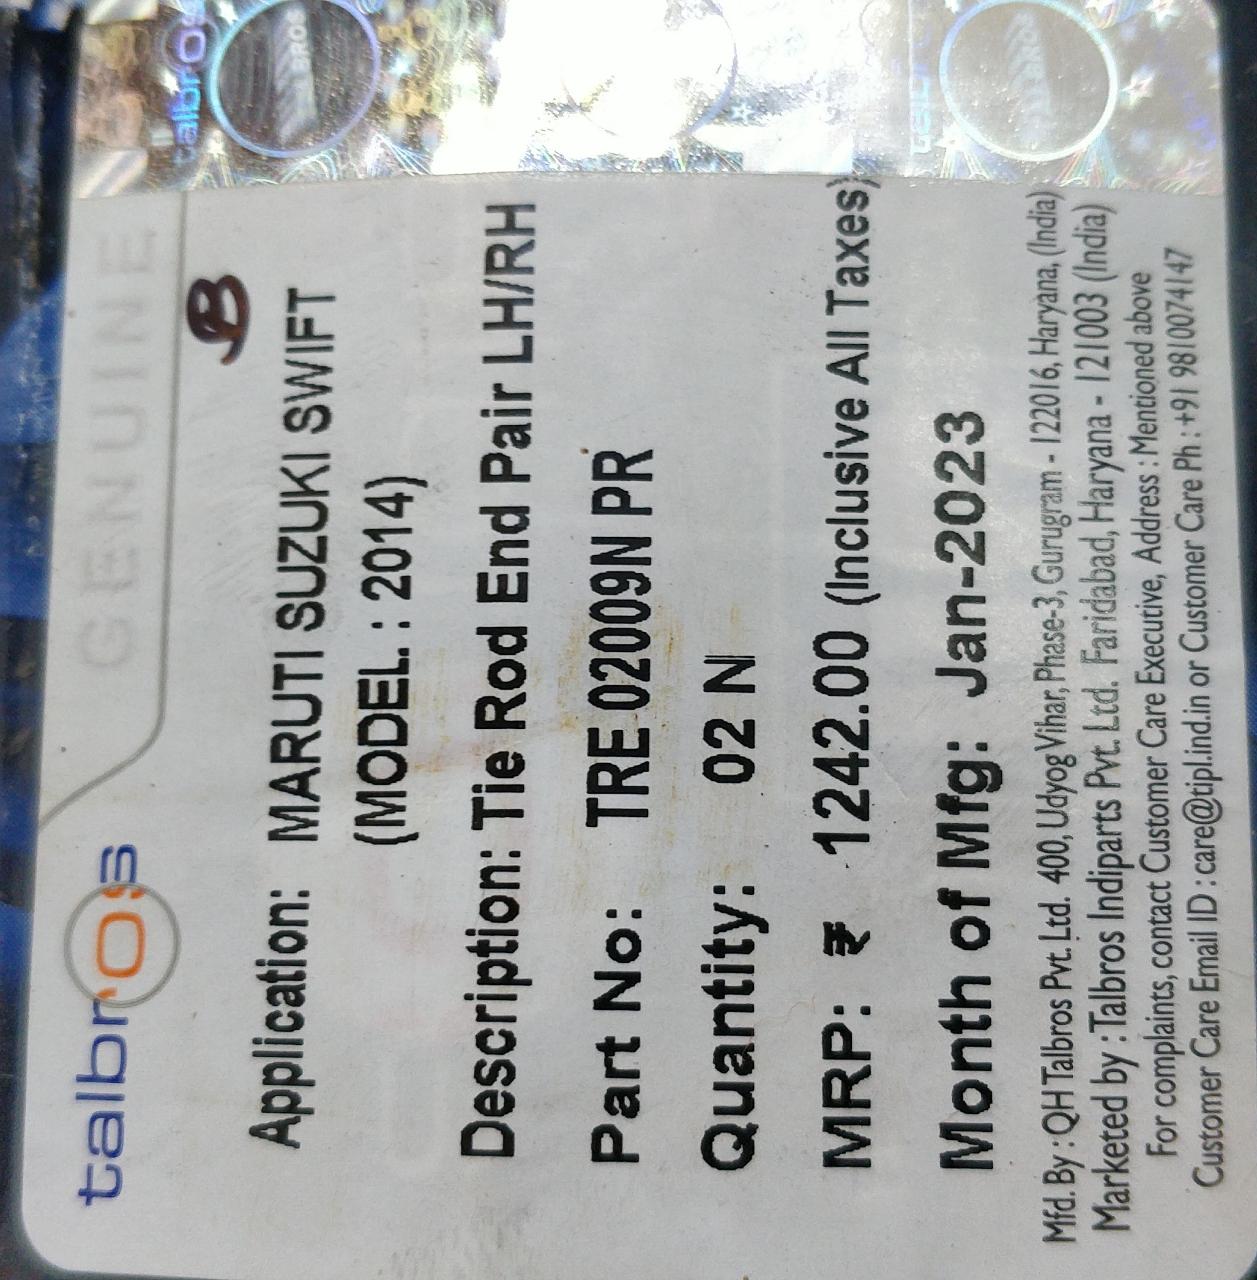 talbros
GENUINE
B
Application: MARUTI SUZUKI SWIFT
(MODEL. : 2014)
Description: Tie Rod End Pair LH/RH
Part No: TRE 02009N PR
Quantity: 02 N
MRP: ₹ 1242.00 (Inclusive All Taxes)
Month of Mfg: Jan-2023
Mfd. By : QH Talbros Pvt. Ltd. 400, Udyog Vihar, Phase-3, Gurugram - 122016, Haryana, (India)
Marketed by : Talbros Indiparts Pvt. Ltd. Faridabad, Haryana - 121003 (India)
For complaints, contact Customer Care Executive, Address : Mentioned above
Customer Care Email ID : care@tipl.ind.in or Customer Care Ph : +91 9810074147
talbros
TALBROS
talbros
TALBROS